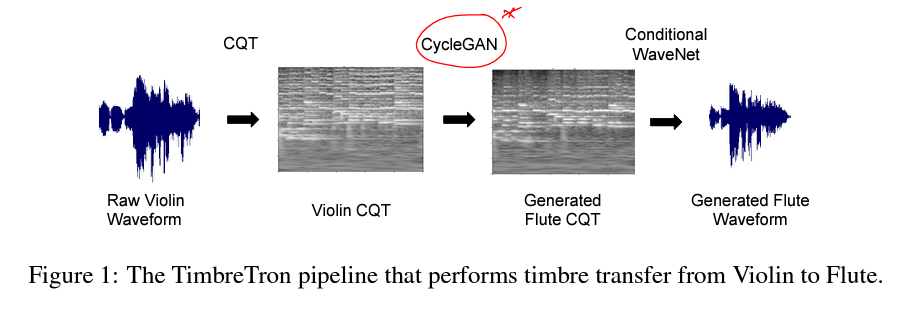 CQT
CycleGAN
Conditional
WaveNet
Raw Violin
Waveform
Violin CQT
Generated
Flute CQT
Generated Flute
Waveform
Figure 1: The TimbreTron pipeline that performs timbre transfer from Violin to Flute.